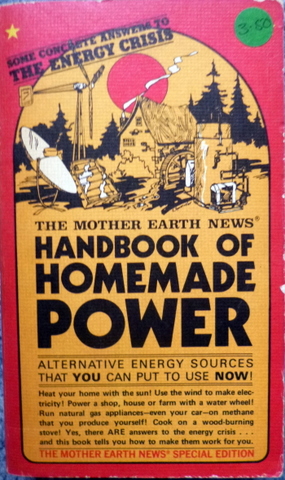 3.50
SOME CONCRETE ANSWERS TO
THE ENERGY CRISIS
THE MOTHER EARTH NEWS®
HANDBOOK OF
HOMEMADE
POWER
ALTERNATIVE ENERGY SOURCES
THAT YOU CAN PUT TO USE NOW!
Heat your home with the sun! Use the wind to make elec-
tricity! Power a shop, house or farm with a water wheel!
Run natural gas appliances—even your car—on methane
that you produce yourself! Cook on a wood-burning
stove! Yes, there ARE answers to the energy crisis . . .
and this book tells you how to make them work for you.
THE MOTHER EARTH NEWS® SPECIAL EDITION